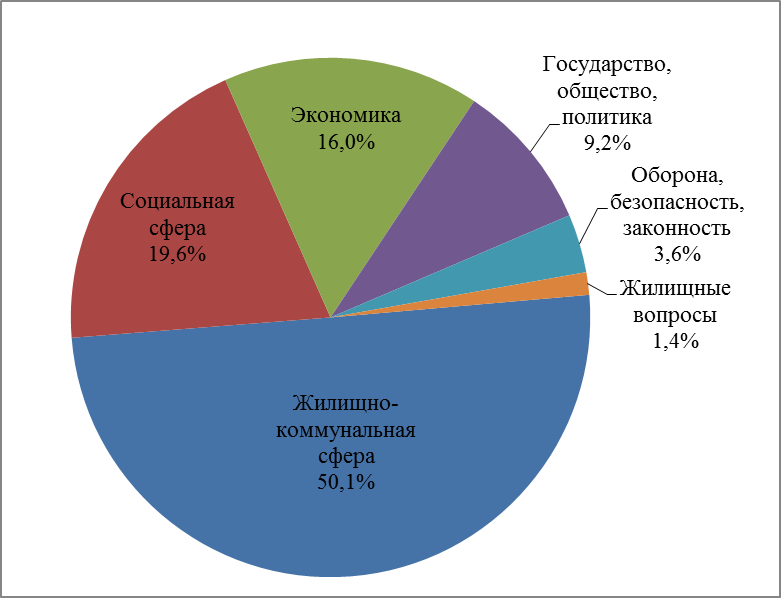 Государство,
общество,
политика
9,2%
Экономика
16,0%
Оборона,
безопасность,
законность
3,6%
Социальная
сфера
19,6%
Жилищные
вопросы
1,4%
Жилищно-
коммунальная
сфера
50,1%